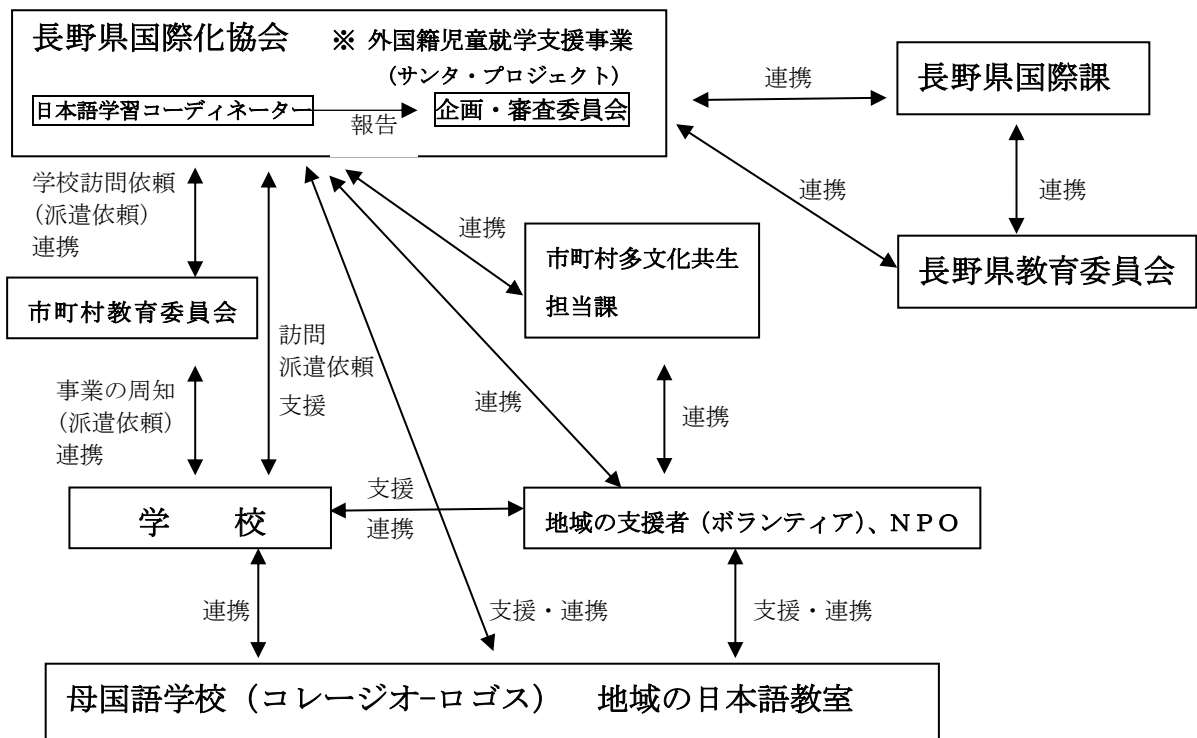 長野県国際化協会 ※ 外国籍児童就学支援事業
(サンタ・プロジェクト)
日本語学習コーディネーター
報告
企画・審査委員会
連携
長野県国際課
連携
連携
長野県教育委員会
学校訪問依頼
(派遣依頼)
連携
市町村教育委員会
連携
市町村多文化共生
担当課
訪問
派遣依頼
支援
事業の周知
(派遣依頼)
連携
連携
連携
学 校
支援
連携
地域の支援者（ボランティア）、NPO
連携
支援・連携
支援・連携
母国語学校（コレージオ-ロゴス） 地域の日本語教室